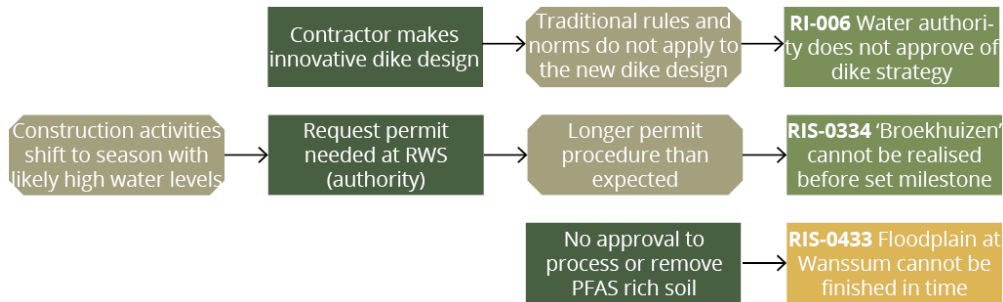 Contractor makes
innovative dike design
Traditional rules and
norms do not apply to
the new dike design
RI-006 Water authori-
ty does not approve of
dike strategy
Construction activities
shift to season with
likely high water levels
Request permit
needed at RWS
(authority)
Longer permit
procedure than
expected
RIS-0334 ‘Broekhuizen’
cannot be realised
before set milestone
No approval to
process or remove
PFAS rich soil
RIS-0433 Floodplain at
Wanssum cannot be
finished in time